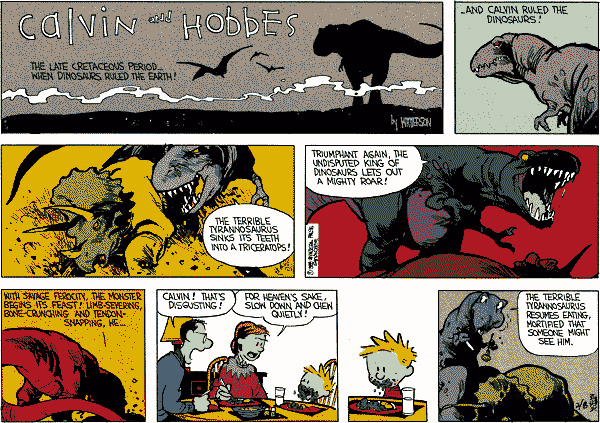 Calvin and HOBBES
THE LATE CRETACEOUS PERIOD...
WHEN DINOSAURS RULED THE EARTH!
by WATTERSON
...AND CALVIN RULED THE
DINOSAURS!
THE TERRIBLE
TYRANNOSAURUS
SINKS ITS TEETH
INTO A TRICERATOPS!
TRIUMPHANT AGAIN, THE
UNDISPUTED KING OF
DINOSAURS LETS OUT
A MIGHTY ROAR!
WITH SAVAGE FEROCITY, THE MONSTER
BEGINS ITS FEAST! LIMB-SEVERING,
BONE-CRUNCHING AND TENDON-
SNAPPING, HE...
CALVIN! THAT'S
DISGUSTING!
FOR HEAVEN'S SAKE,
SLOW DOWN, AND CHEW
QUIETLY!
THE TERRIBLE
TYRANNOSAURUS
RESUMES EATING,
MORTIFIED THAT
SOMEONE MIGHT
SEE HIM.